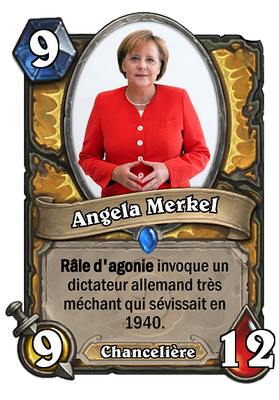 9
Angela Merkel
Râle d'agonie invoque un
dictateur allemand très
méchant qui sévissait en
1940.
9
Chancelière
12